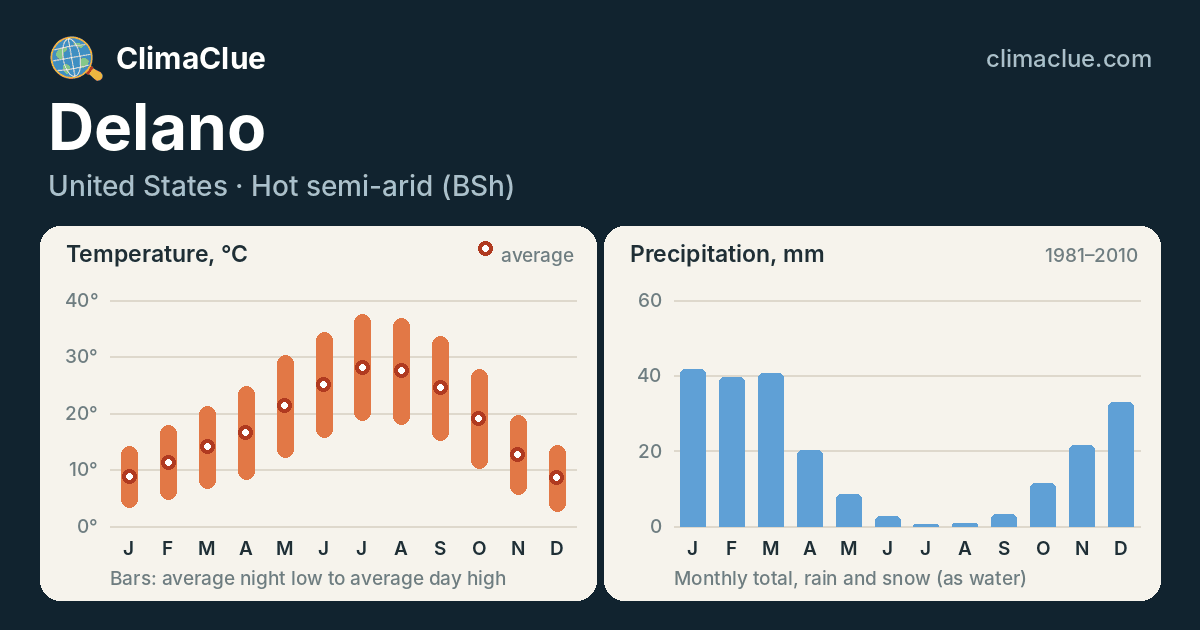 ClimaClue
climaclue.com
Delano
United States · Hot semi-arid (BSh)
Temperature, °C
average
40°
30°
20°
10°
0°
J F M A M J J A S O N D
Bars: average night low to average day high
Precipitation, mm
1981–2010
60
40
20
0
J F M A M J J A S O N D
Monthly total, rain and snow (as water)